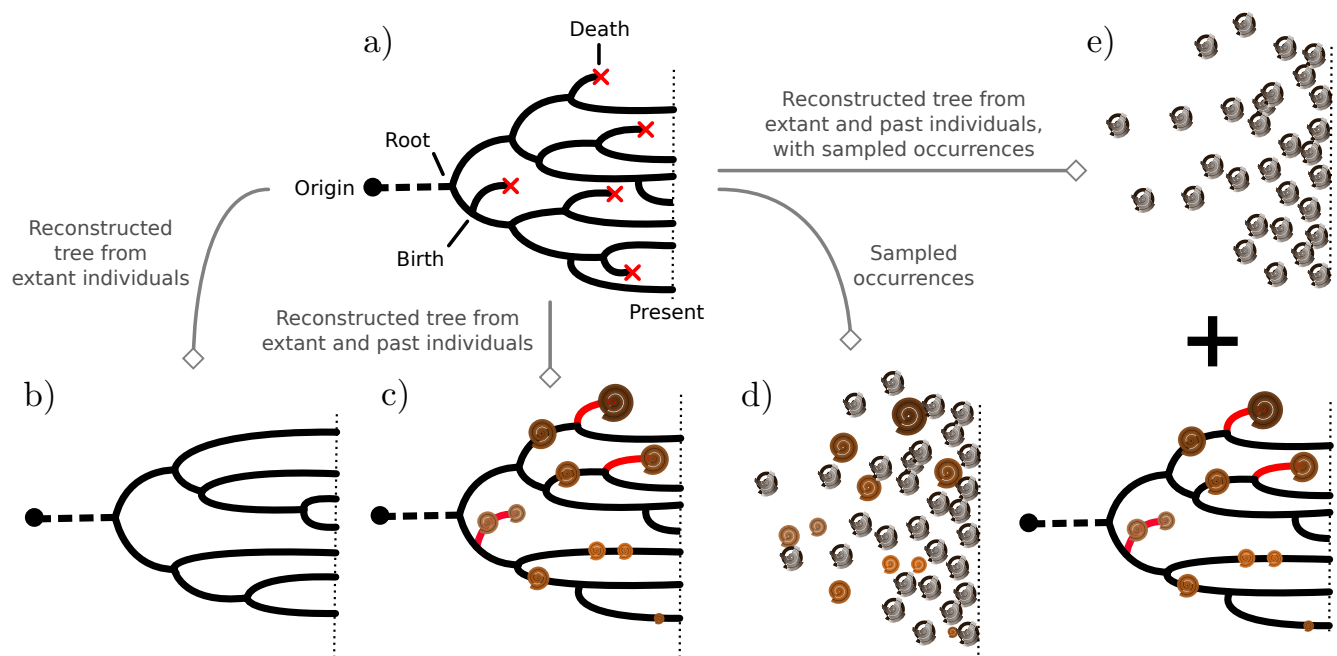 a)
Death
e)
Reconstructed tree from
extant and past individuals,
with sampled occurrences
Root
Origin
Reconstructed
tree from
extant individuals
Birth
Sampled
occurrences
Present
Reconstructed tree from
extant and past individuals
b)
c)
d)